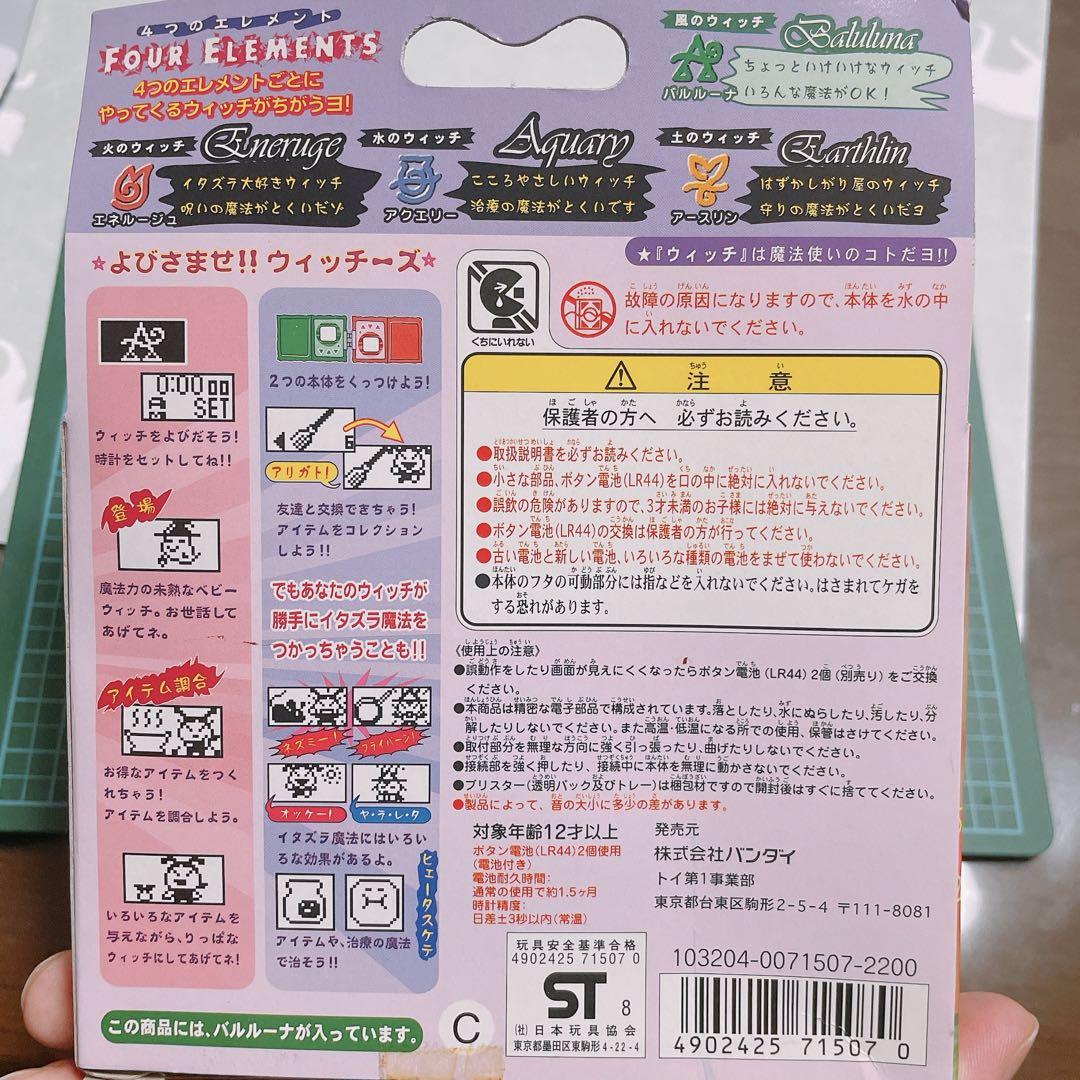 4つのエレメント
FOUR ELEMENTS
4つのエレメントごとに
やってくるウィッチがちがうヨ!
風のウィッチ
Baluluna
バルルーナ
ちょっといけいけなウィッチ
いろんな魔法がOK!
火のウィッチ
Eneruge
エネルージュ
イタズラ大好きウィッチ
呪いの魔法がとくいだゾ
水のウィッチ
Aquary
アクエリー
こころやさしいウィッチ
治療の魔法がとくいです
土のウィッチ
Earthlin
アースリン
はずかしがり屋のウィッチ
守りの魔法がとくいだヨ
★『ウィッチ』は魔法使いのコトだヨ!!
☆よびさませ!! ウィッチーズ☆
0:00 00
A
M SET
ウィッチをよびだそう!
時計をセットしてね!!
登場
魔法力の未熟なベビー
ウィッチ。お世話して
あげてネ。
アイテム調合
お得なアイテムをつく
れちゃう!
アイテムを調合しよう。
いろいろなアイテムを
与えながら、りっぱな
ウィッチにしてあげてネ!
2つの本体をくっつけよう!
アリガト!
友達と交換できちゃう!
アイテムをコレクション
しよう!!
でもあなたのウィッチが
勝手にイタズラ魔法を
つかっちゃうことも!!
ネズミー!
フライパーン!
オッケー!
ヤ・ラ・レ・タ
イタズラ魔法にはいろい
ろな効果があるよ。
ヒェータスケテ
アイテムや、治療の魔法
で治そう!!
くちにいれない
故障の原因になりますので、本体を水の中
に入れないでください。
注意
保護者の方へ 必ずお読みください。
●取扱説明書を必ずお読みください。
●小さな部品、ボタン電池(LR44)を口の中に絶対に入れないでください。
●誤飲の危険がありますので、3才未満のお子様には絶対に与えないでください。
●ボタン電池(LR44)の交換は保護者の方が行ってください。
●古い電池と新しい電池、いろいろな種類の電池をまぜて使わないでください。
●本体のフタの可動部分には指などを入れないでください。はさまれてケガを
する恐れがあります。
《使用上の注意》
●誤動作をしたり画面が見えにくくなったらボタン電池(LR44)2個(別売り)をご交換
ください。
●本商品は精密な電子部品で構成されています。落としたり、水にぬらしたり、汚したり、分
解したりしないでください。また高温・低温になる所での使用、保管はさけてください。
●取付部分を無理な方向に強く引っ張ったり、曲げたりしないでください。
●接続部を強く押したり、接続中に本体を無理に動かさないでください。
●ブリスター(透明パック及びトレー)は梱包材ですので開封後はすぐに捨ててください。
●製品によって、音の大小に多少の差があります。
対象年齢12才以上
ボタン電池(LR44)2個使用
(電池付き)
電池耐久時間:
通常の使用で約1.5ヶ月
時計精度:
日差±3秒以内(常温)
発売元
株式会社バンダイ
トイ第1事業部
東京都台東区駒形2-5-4 〒111-8081
玩具安全基準合格
4902425 71507 0
ST 8
(社)日本玩具協会
東京都墨田区東駒形4-22-4
103204-0071507-2200
4902425 71507 0
この商品には、バルルーナが入っています。
C